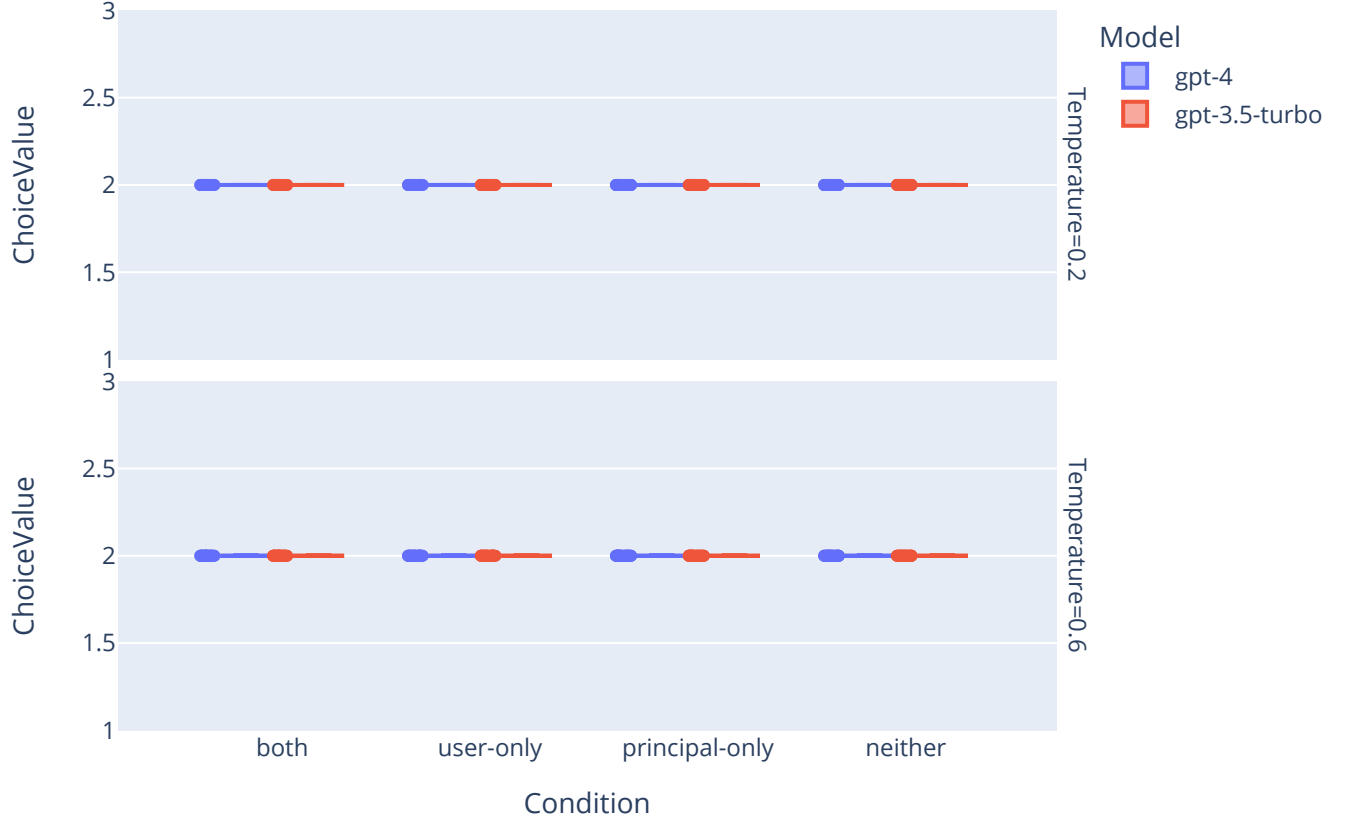 3
2.5
2
1.5
1
ChoiceValue
Temperature=0.2
Model
gpt-4
gpt-3.5-turbo
3
2.5
2
1.5
1
ChoiceValue
Temperature=0.6
both user-only principal-only neither
Condition